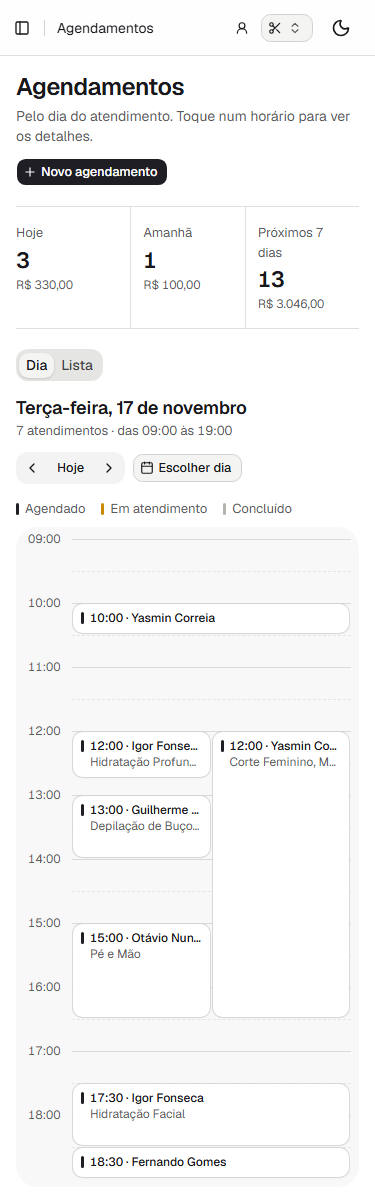 Agendamentos
Agendamentos
Pelo dia do atendimento. Toque num horário para ver
os detalhes.
+ Novo agendamento
Hoje
3
R$ 330,00
Amanhã
1
R$ 100,00
Próximos 7
dias
13
R$ 3.046,00
Dia
Lista
Terça-feira, 17 de novembro
7 atendimentos · das 09:00 às 19:00
Hoje
Escolher dia
Agendado
Em atendimento
Concluído
09:00
10:00
10:00 · Yasmin Correia
11:00
12:00
12:00 · Igor Fonse...
Hidratação Profun...
12:00 · Yasmin Co...
Corte Feminino, M...
13:00
13:00 · Guilherme ...
Depilação de Buço...
14:00
15:00
15:00 · Otávio Nun...
Pé e Mão
16:00
17:00
17:30 · Igor Fonseca
Hidratação Facial
18:00
18:30 · Fernando Gomes